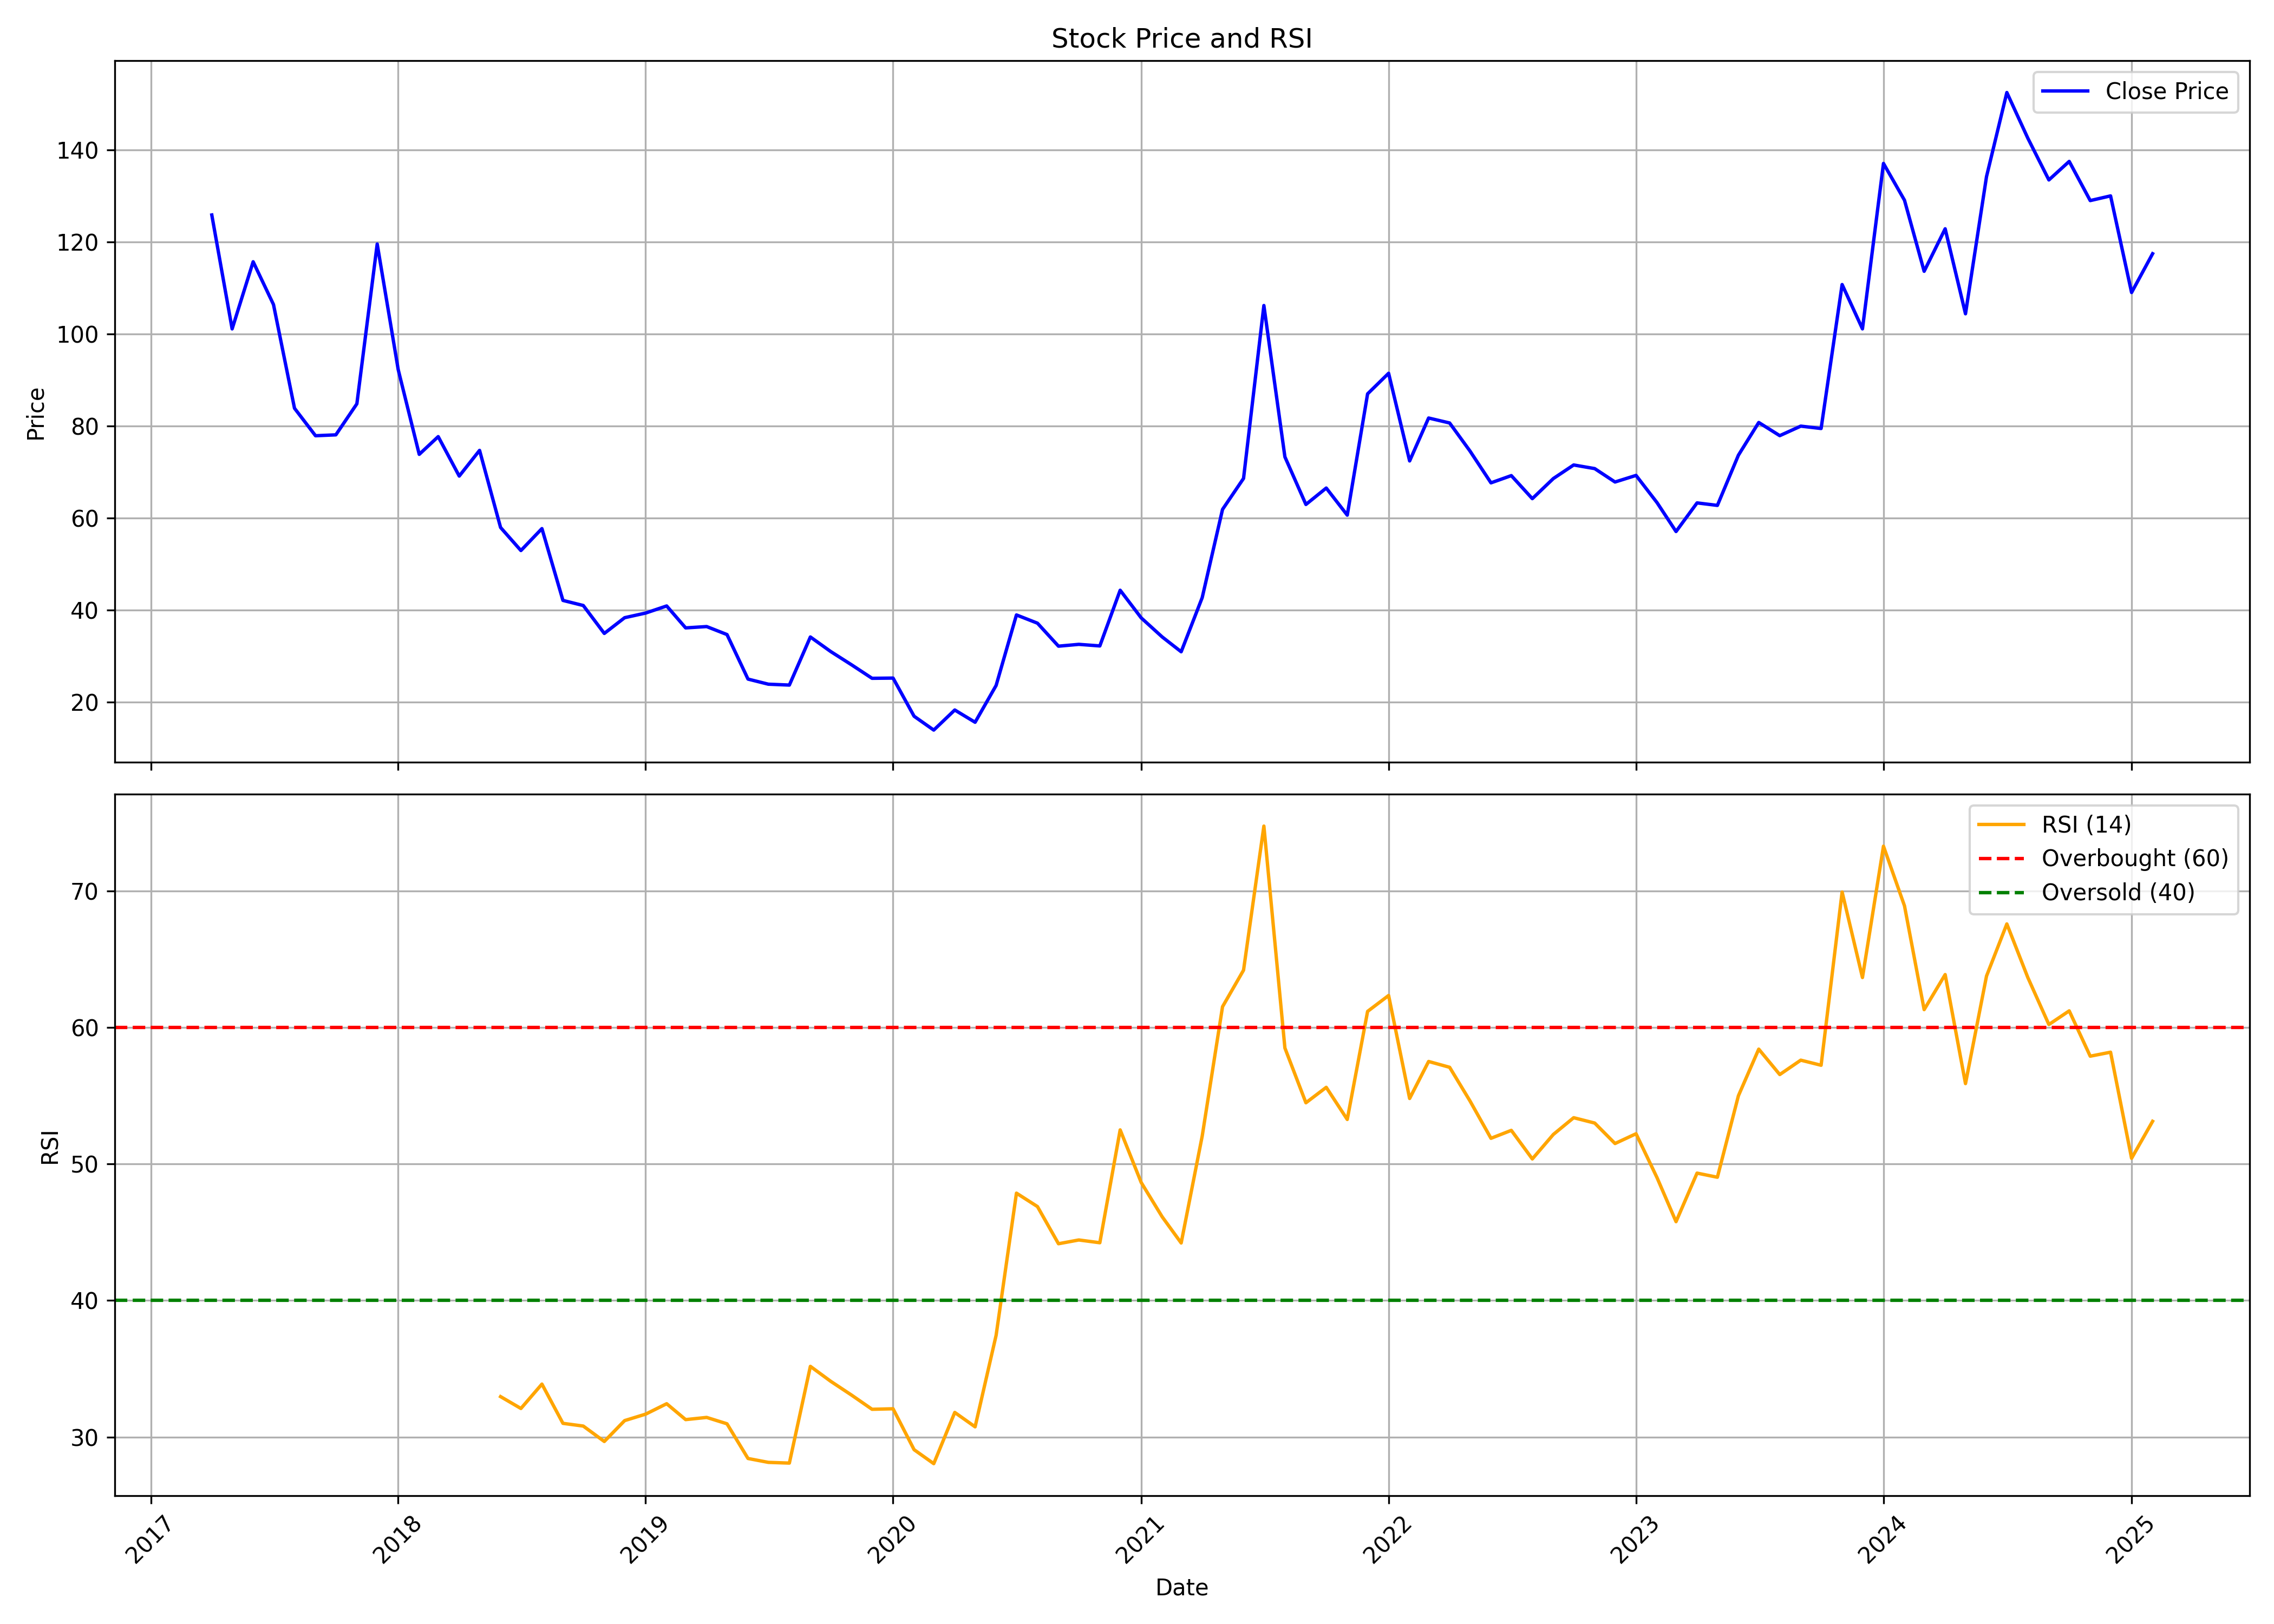 Stock Price and RSI
Close Price
Price
140
120
100
80
60
40
20
RSI (14)
Overbought (60)
Oversold (40)
RSI
70
60
50
40
30
2017
2018
2019
2020
2021
2022
2023
2024
2025
Date